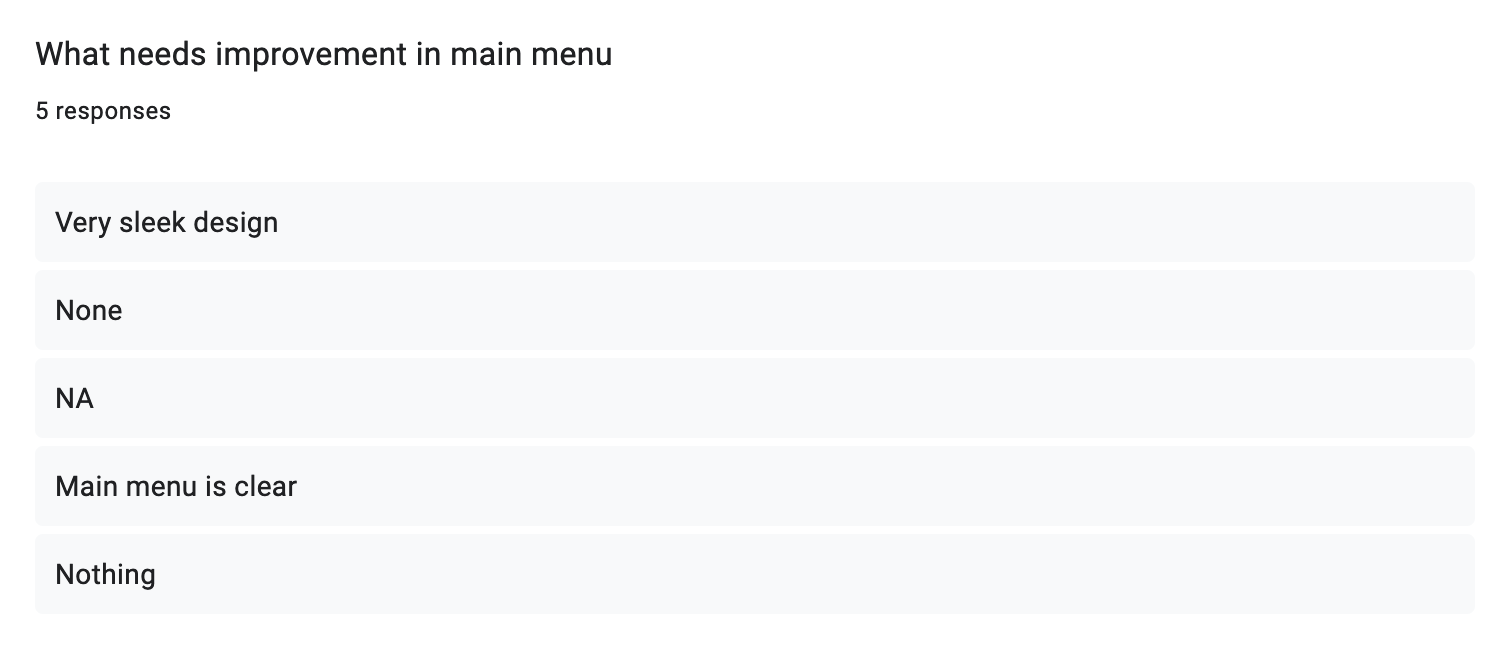 What needs improvement in main menu
5 responses
Very sleek design
None
NA
Main menu is clear
Nothing